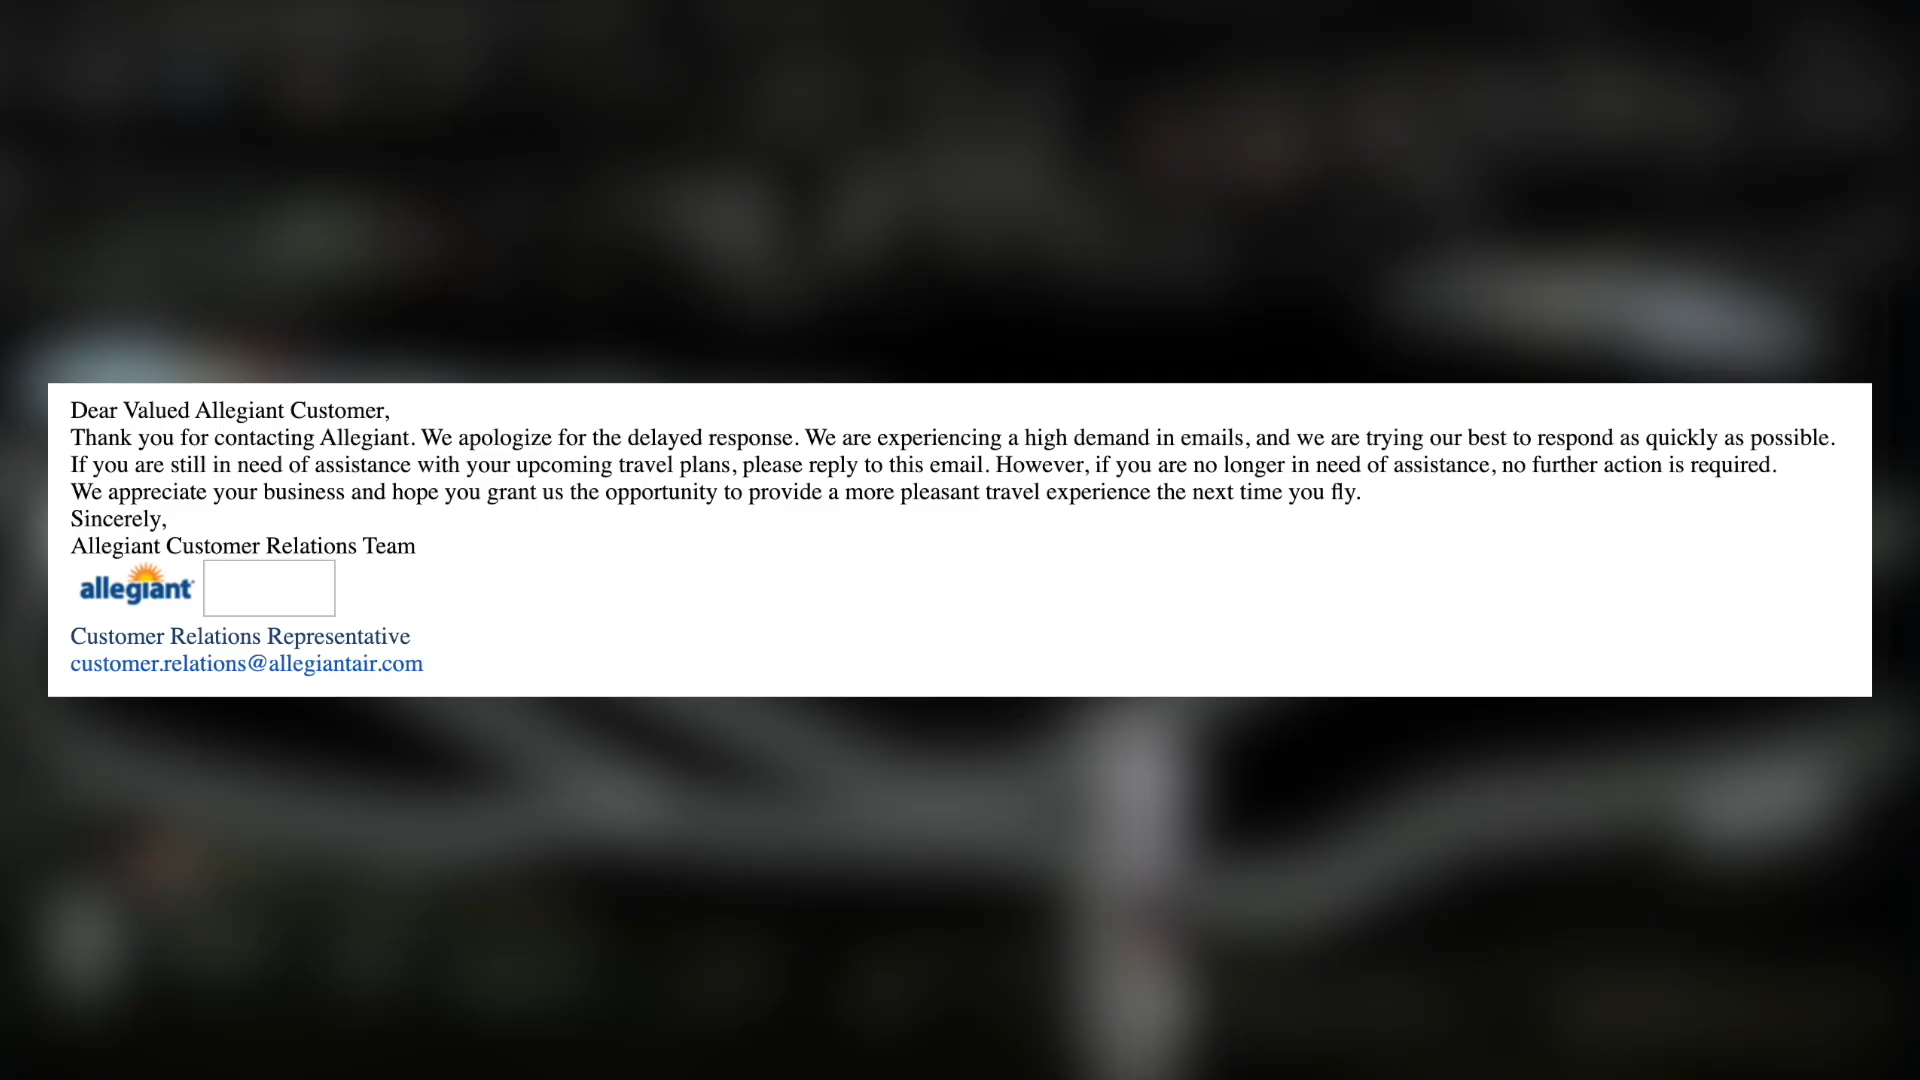 Dear Valued Allegiant Customer,
Thank you for contacting Allegiant. We apologize for the delayed response. We are experiencing a high demand in emails, and we are trying our best to respond as quickly as possible.
If you are still in need of assistance with your upcoming travel plans, please reply to this email. However, if you are no longer in need of assistance, no further action is required.
We appreciate your business and hope you grant us the opportunity to provide a more pleasant travel experience the next time you fly.
Sincerely,
Allegiant Customer Relations Team
allegiant
Customer Relations Representative
customer.relations@allegiantair.com